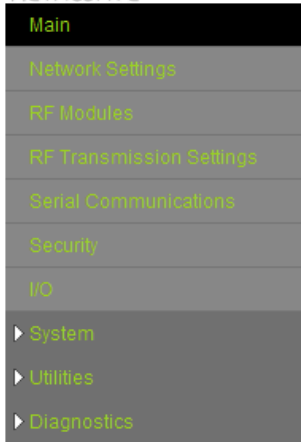 Main
Network Settings
RF Modules
RF Transmission Settings
Serial Communications
Security
I/O
System
Utilities
Diagnostics